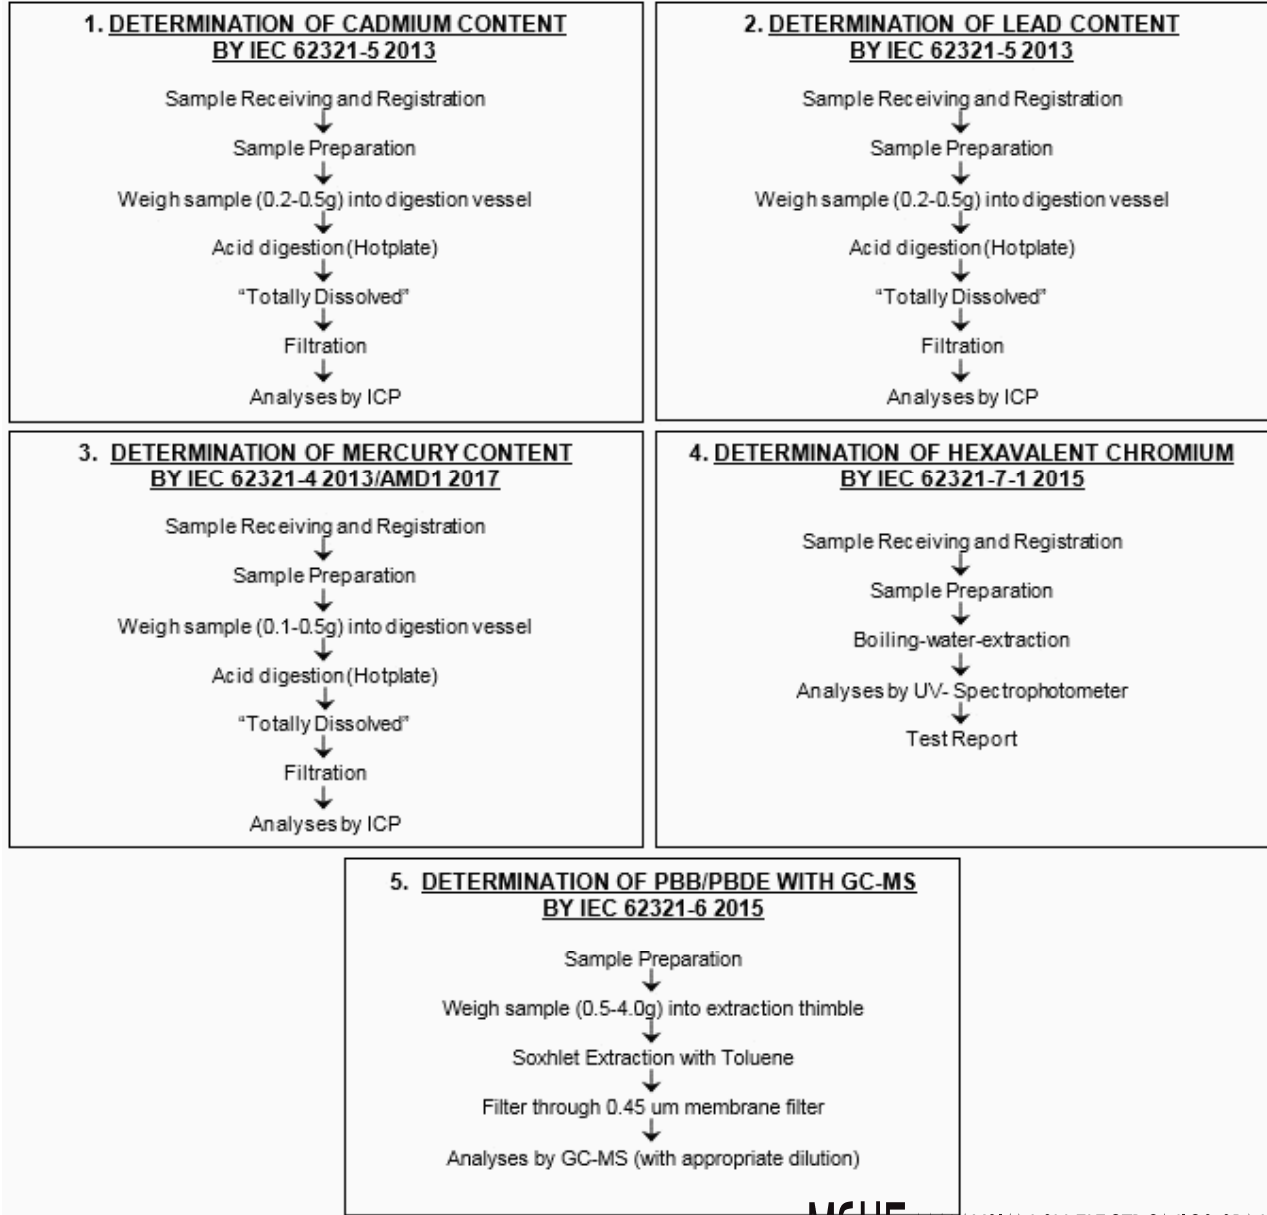 1. DETERMINATION OF CADMIUM CONTENT
BY IEC 62321-5 2013
Sample Receiving and Registration
Sample Preparation
Weigh sample (0.2-0.5g) into digestion vessel
Acid digestion (Hotplate)
“Totally Dissolved”
Filtration
Analyses by ICP
2. DETERMINATION OF LEAD CONTENT
BY IEC 62321-5 2013
Sample Receiving and Registration
Sample Preparation
Weigh sample (0.2-0.5g) into digestion vessel
Acid digestion (Hotplate)
“Totally Dissolved”
Filtration
Analyses by ICP
3. DETERMINATION OF MERCURY CONTENT
BY IEC 62321-4 2013/AMD1 2017
Sample Receiving and Registration
Sample Preparation
Weigh sample (0.1-0.5g) into digestion vessel
Acid digestion (Hotplate)
“Totally Dissolved”
Filtration
Analyses by ICP
4. DETERMINATION OF HEXAVALENT CHROMIUM
BY IEC 62321-7-1 2015
Sample Receiving and Registration
Sample Preparation
Boiling-water-extraction
Analyses by UV- Spectrophotometer
Test Report
5. DETERMINATION OF PBB/PBDE WITH GC-MS
BY IEC 62321-6 2015
Sample Preparation
Weigh sample (0.5-4.0g) into extraction thimble
Soxhlet Extraction with Toluene
Filter through 0.45 um membrane filter
Analyses by GC-MS (with appropriate dilution)